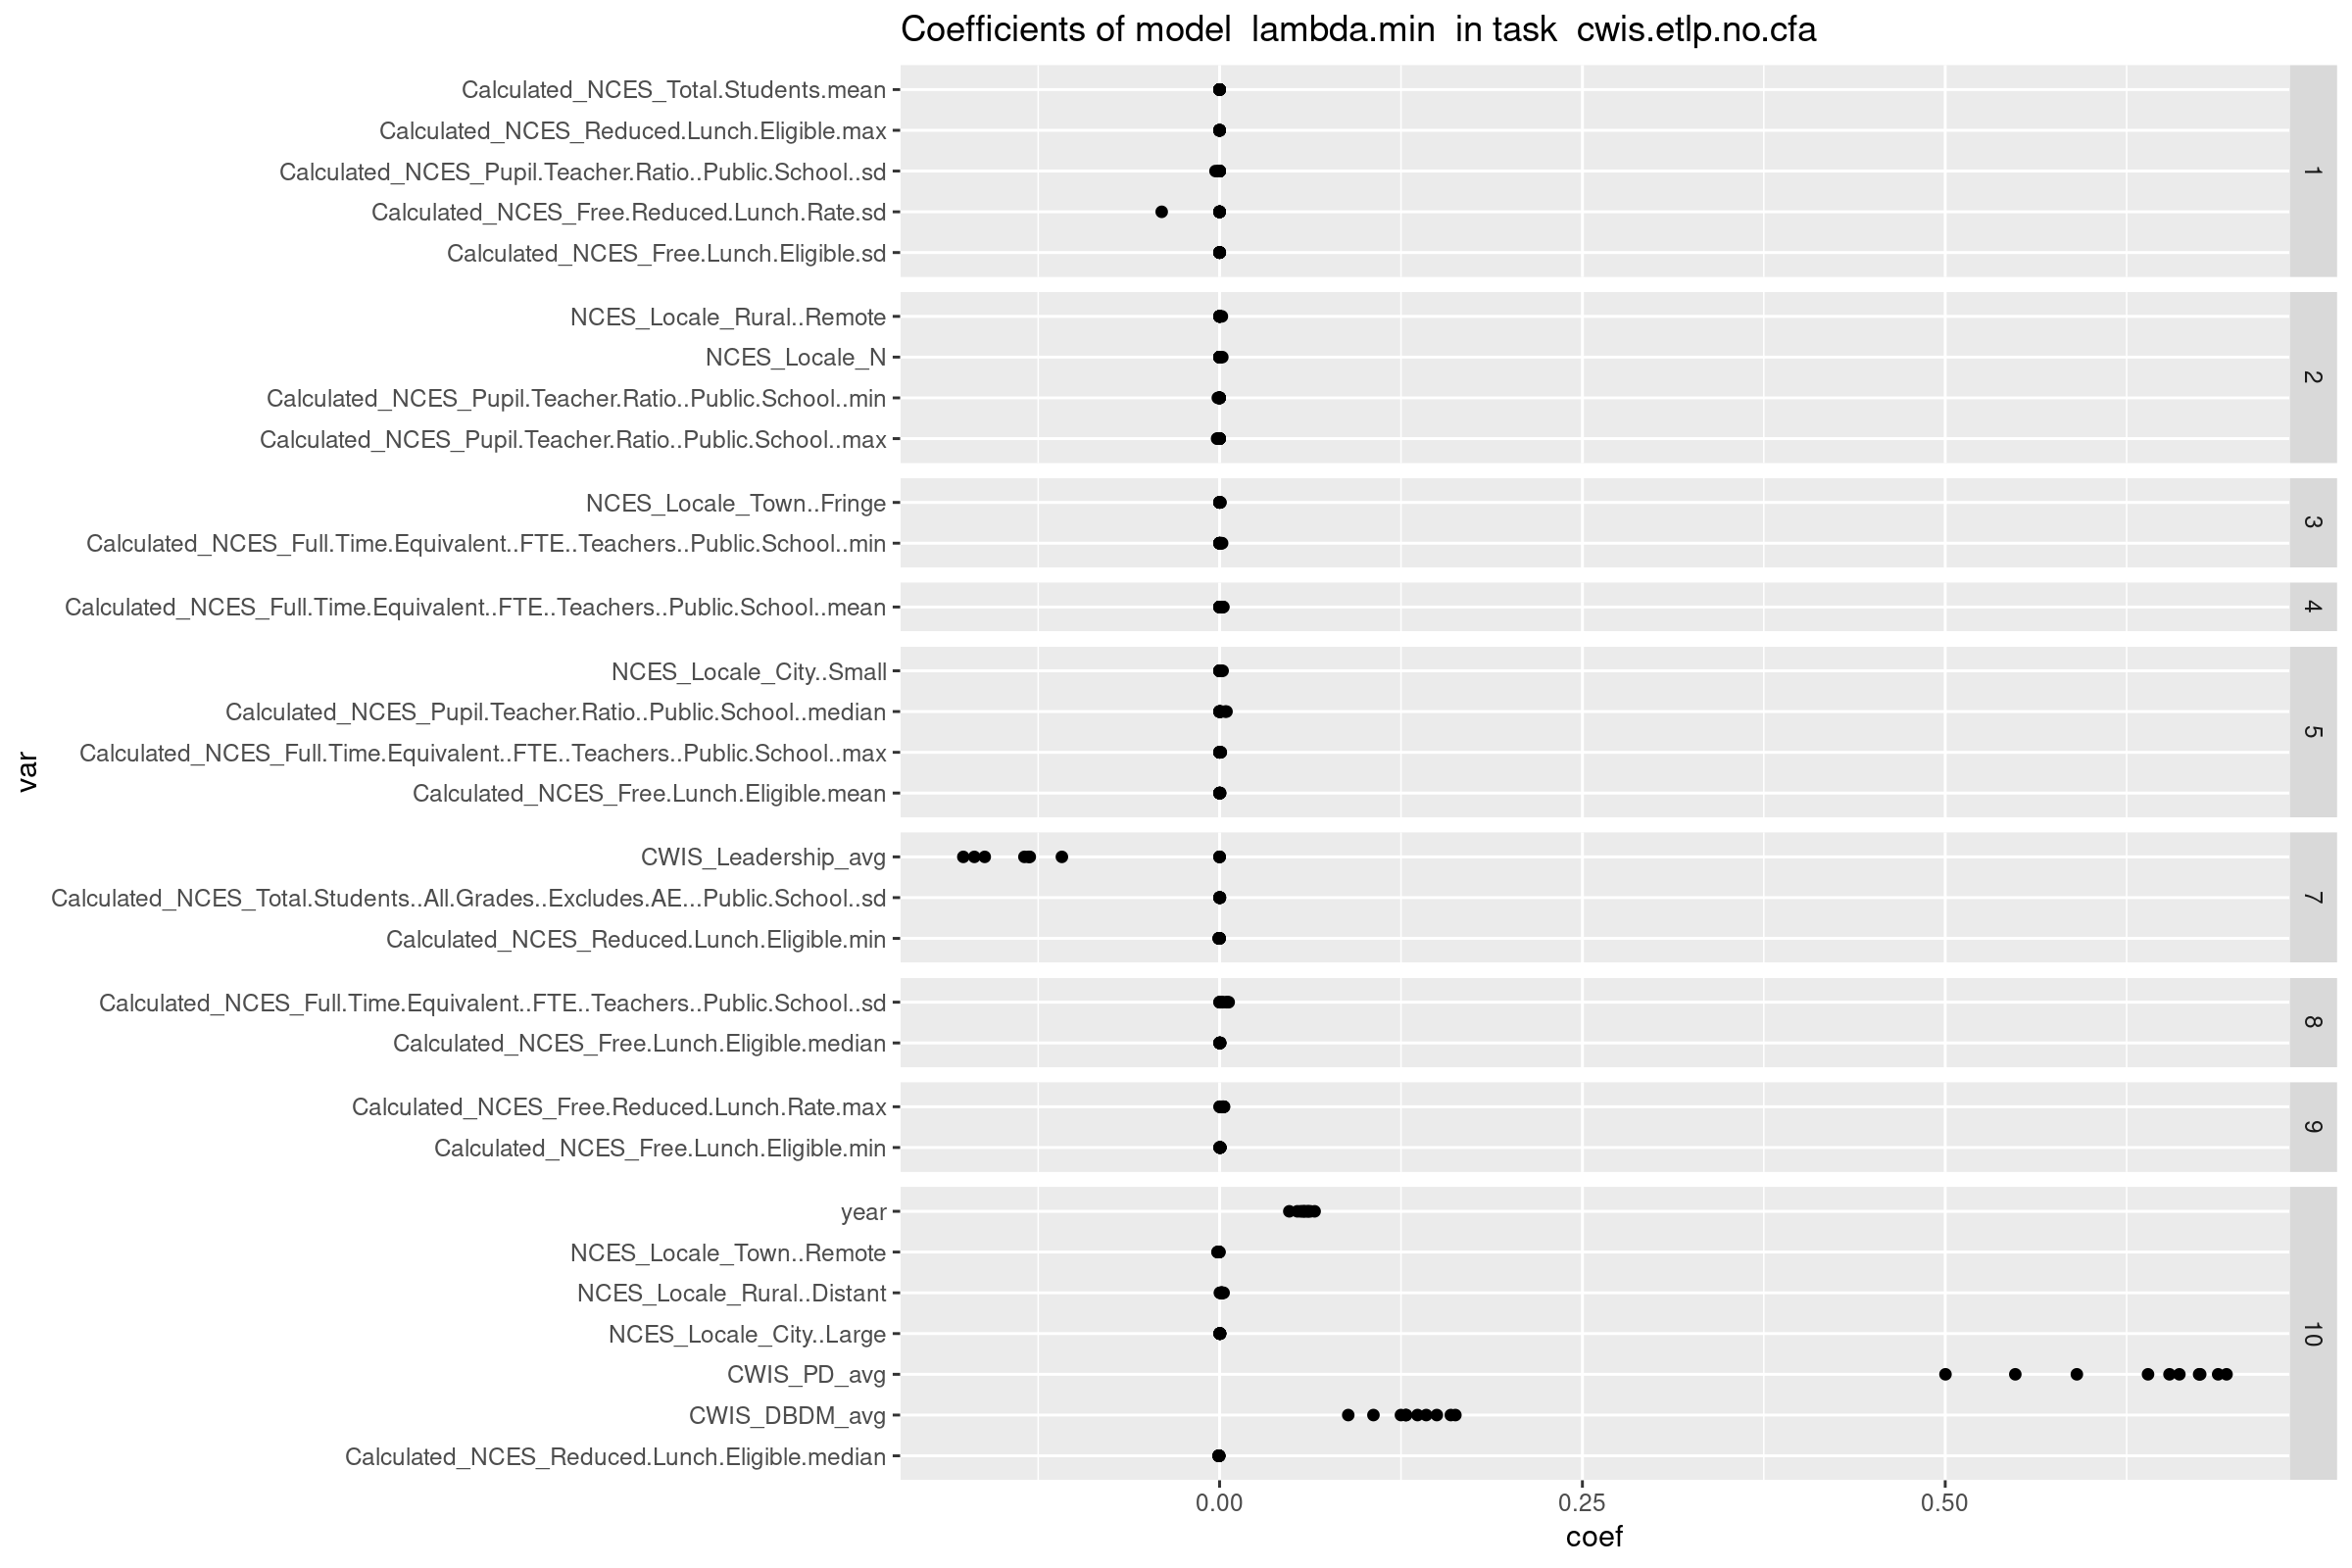 Coefficients of model  lambda.min  in task  cwis.etlp.no.cfa
Calculated_NCES_Total.Students.mean
Calculated_NCES_Reduced.Lunch.Eligible.max
Calculated_NCES_Pupil.Teacher.Ratio..Public.School..sd
Calculated_NCES_Free.Reduced.Lunch.Rate.sd
Calculated_NCES_Free.Lunch.Eligible.sd
1
NCES_Locale_Rural..Remote
NCES_Locale_N
Calculated_NCES_Pupil.Teacher.Ratio..Public.School..min
Calculated_NCES_Pupil.Teacher.Ratio..Public.School..max
2
NCES_Locale_Town..Fringe
Calculated_NCES_Full.Time.Equivalent..FTE..Teachers..Public.School..min
3
Calculated_NCES_Full.Time.Equivalent..FTE..Teachers..Public.School..mean
4
NCES_Locale_City..Small
Calculated_NCES_Pupil.Teacher.Ratio..Public.School..median
Calculated_NCES_Full.Time.Equivalent..FTE..Teachers..Public.School..max
Calculated_NCES_Free.Lunch.Eligible.mean
5
var
CWIS_Leadership_avg
Calculated_NCES_Total.Students..All.Grades..Excludes.AE...Public.School..sd
Calculated_NCES_Reduced.Lunch.Eligible.min
7
Calculated_NCES_Full.Time.Equivalent..FTE..Teachers..Public.School..sd
Calculated_NCES_Free.Lunch.Eligible.median
8
Calculated_NCES_Free.Reduced.Lunch.Rate.max
Calculated_NCES_Free.Lunch.Eligible.min
9
year
NCES_Locale_Town..Remote
NCES_Locale_Rural..Distant
NCES_Locale_City..Large
CWIS_PD_avg
CWIS_DBDM_avg
Calculated_NCES_Reduced.Lunch.Eligible.median
10
0.00 0.25 0.50
coef